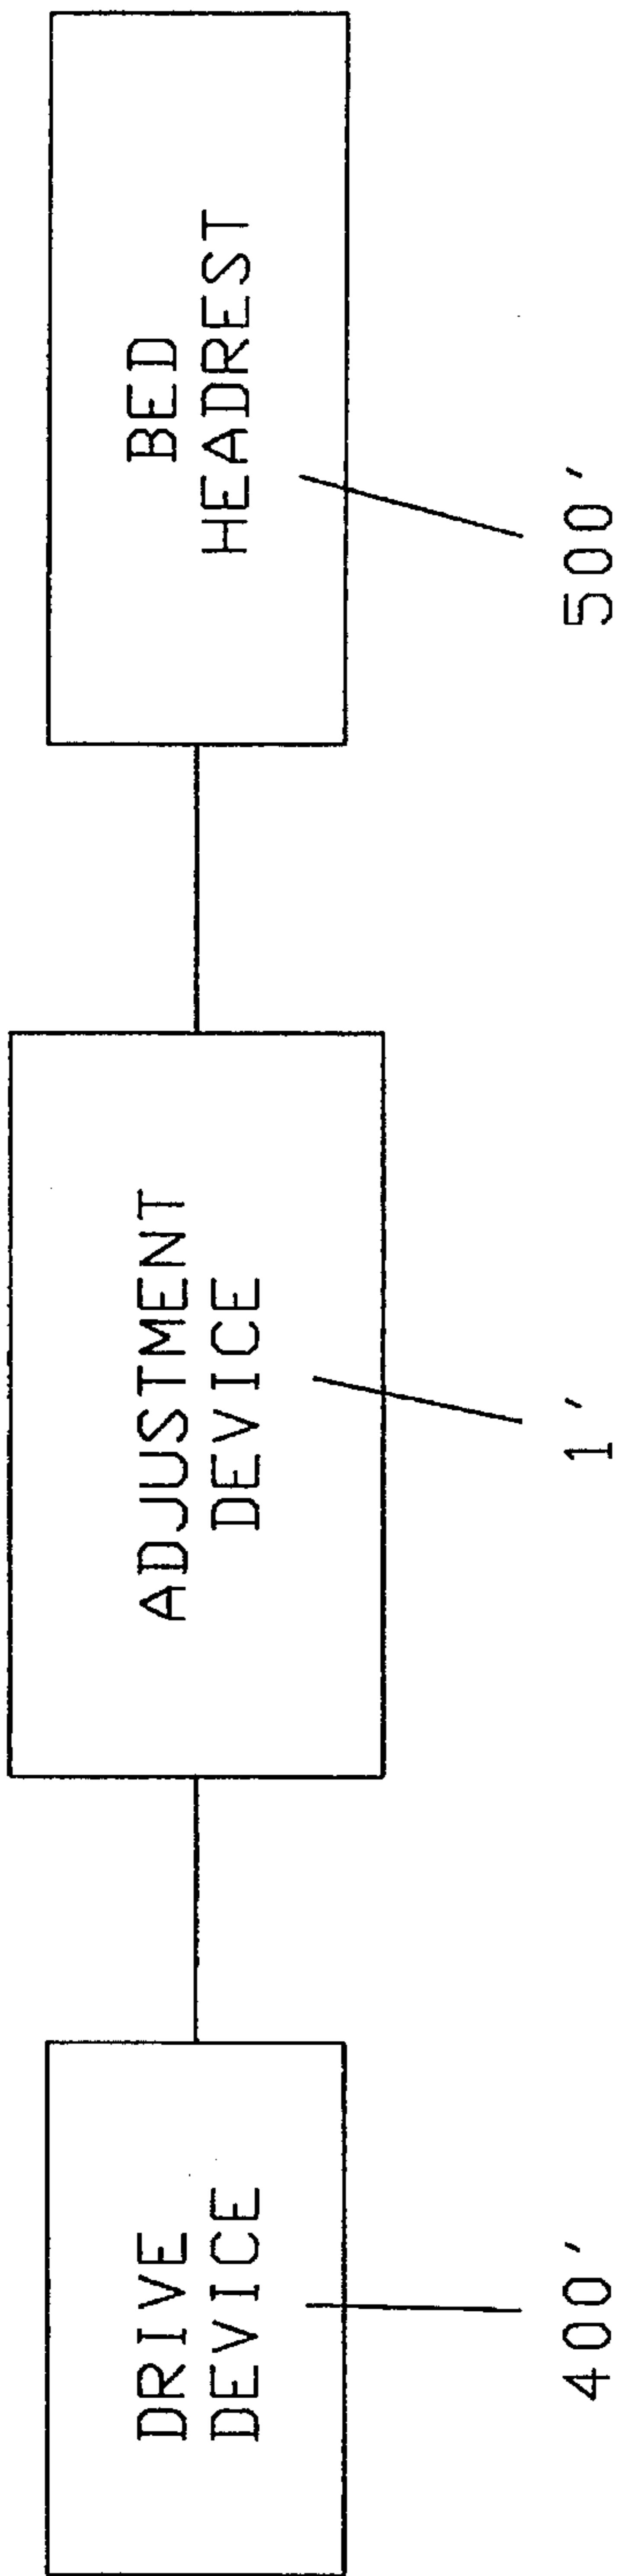 DRIVE
DEVICE
400'
ADJUSTMENT
DEVICE
1'
BED
HEADREST
500'